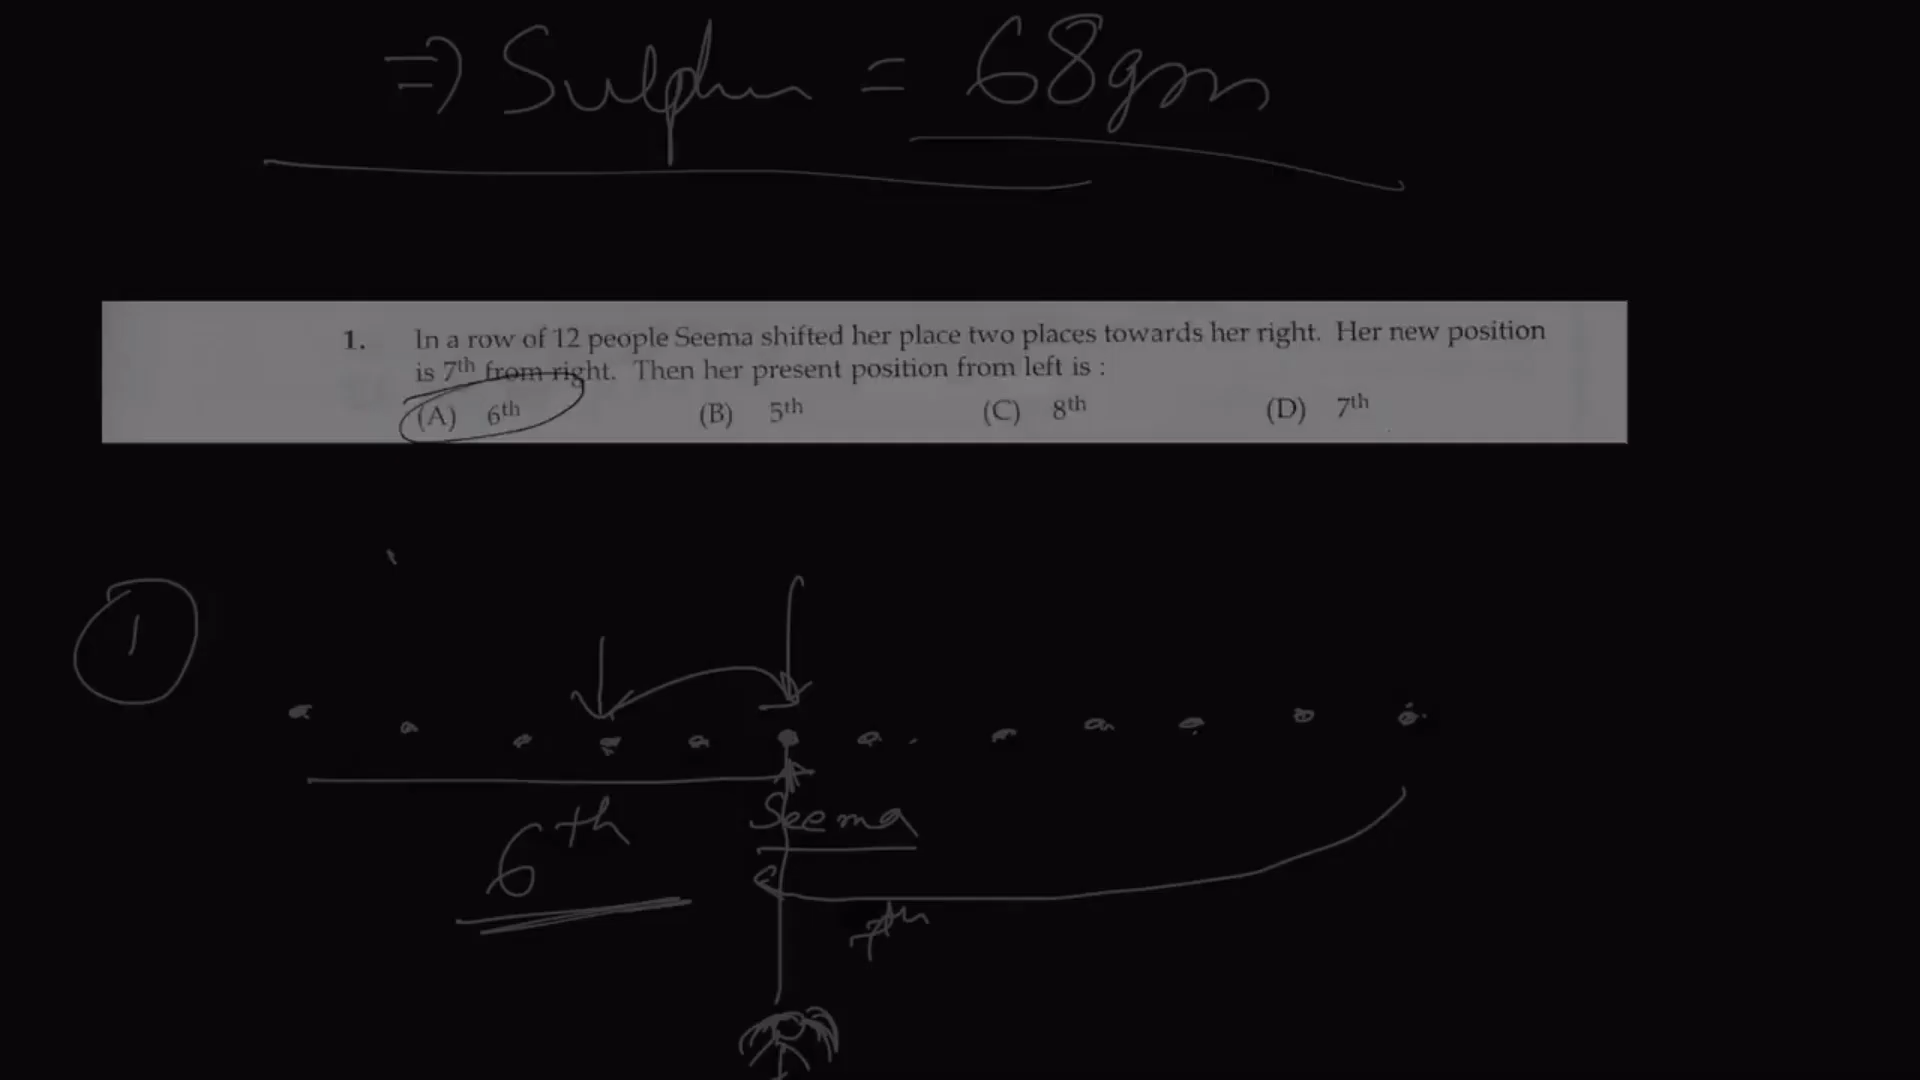 ⇒ Sulphur = 68gm
1. In a row of 12 people Seema shifted her place two places towards her right. Her new position
is 7th from right. Then her present position from left is :
(A) 6th (B) 5th (C) 8th (D) 7th
1
6th
Seema
7th